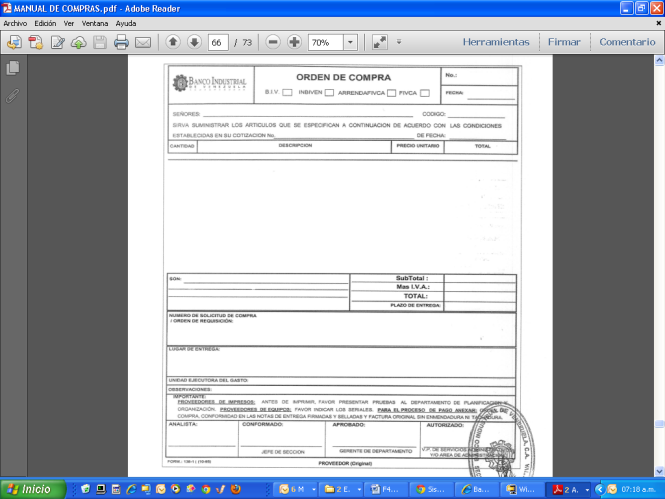 MANUAL DE COMPRAS.pdf - Adobe Reader
Archivo Edición Ver Ventana Ayuda
66 / 73 70% Herramientas Firmar Comentario
BANCO INDUSTRIAL
DE VENEZUELA
ORDEN DE COMPRA
B.I.V. INBIVEN ARRENDAFIVCA FIVCA
No.:
FECHA:
SEÑORES: CODIGO:
SIRVA SUMINISTRAR LOS ARTICULOS QUE SE ESPECIFICAN A CONTINUACION DE ACUERDO CON LAS CONDICIONES
ESTABLECIDAS EN SU COTIZACION No. DE FECHA:
CANTIDAD DESCRIPCION PRECIO UNITARIO TOTAL
SON:
SubTotal :
Mas I.V.A.:
TOTAL:
PLAZO DE ENTREGA:
NUMERO DE SOLICITUD DE COMPRA
/ ORDEN DE REQUISICIÓN:
LUGAR DE ENTREGA:
UNIDAD EJECUTORA DEL GASTO:
OBSERVACIONES:
IMPORTANTE:
PROVEEDORES DE IMPRESOS: ANTES DE IMPRIMIR, FAVOR PRESENTAR PRUEBAS AL DEPARTAMENTO DE PLANIFICACION
ORGANIZACIÓN. PROVEEDORES DE EQUIPOS: FAVOR INDICAR LOS SERIALES. PARA EL PROCESO DE PAGO ANEXAR: ORDEN DE
COMPRA, CONFORMIDAD EN LAS NOTAS DE ENTREGA FIRMADAS Y SELLADAS Y FACTURA ORIGINAL SIN ENMENDADURA NI TACHADURA.
ANALISTA: CONFORMADO: APROBADO: AUTORIZADO:
JEFE DE SECCION GERENTE DE DEPARTAMENTO V.P. DE SERVICIOS ADMINISTRATIVOS
Y/O AREA DE
PROVEEDOR (Original)
Inicio 6 M 2 E. F4... Sis... Ba... Wi... 2 A. 07:18 a.m.